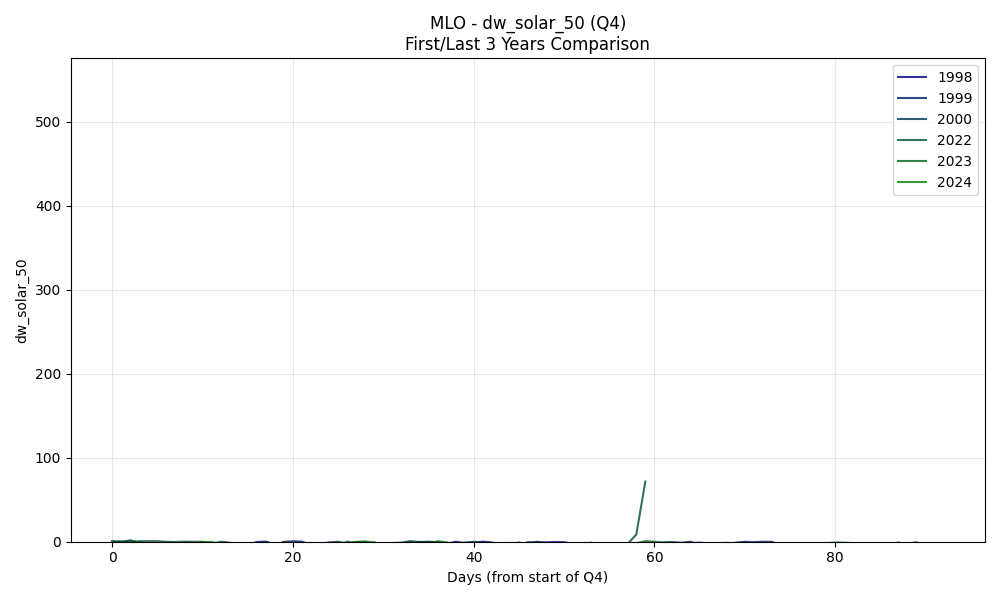 MLO - dw_solar_50 (Q4)
First/Last 3 Years Comparison
1998
1999
2000
2022
2023
2024
500
400
300
200
100
0
dw_solar_50
0 20 40 60 80
Days (from start of Q4)